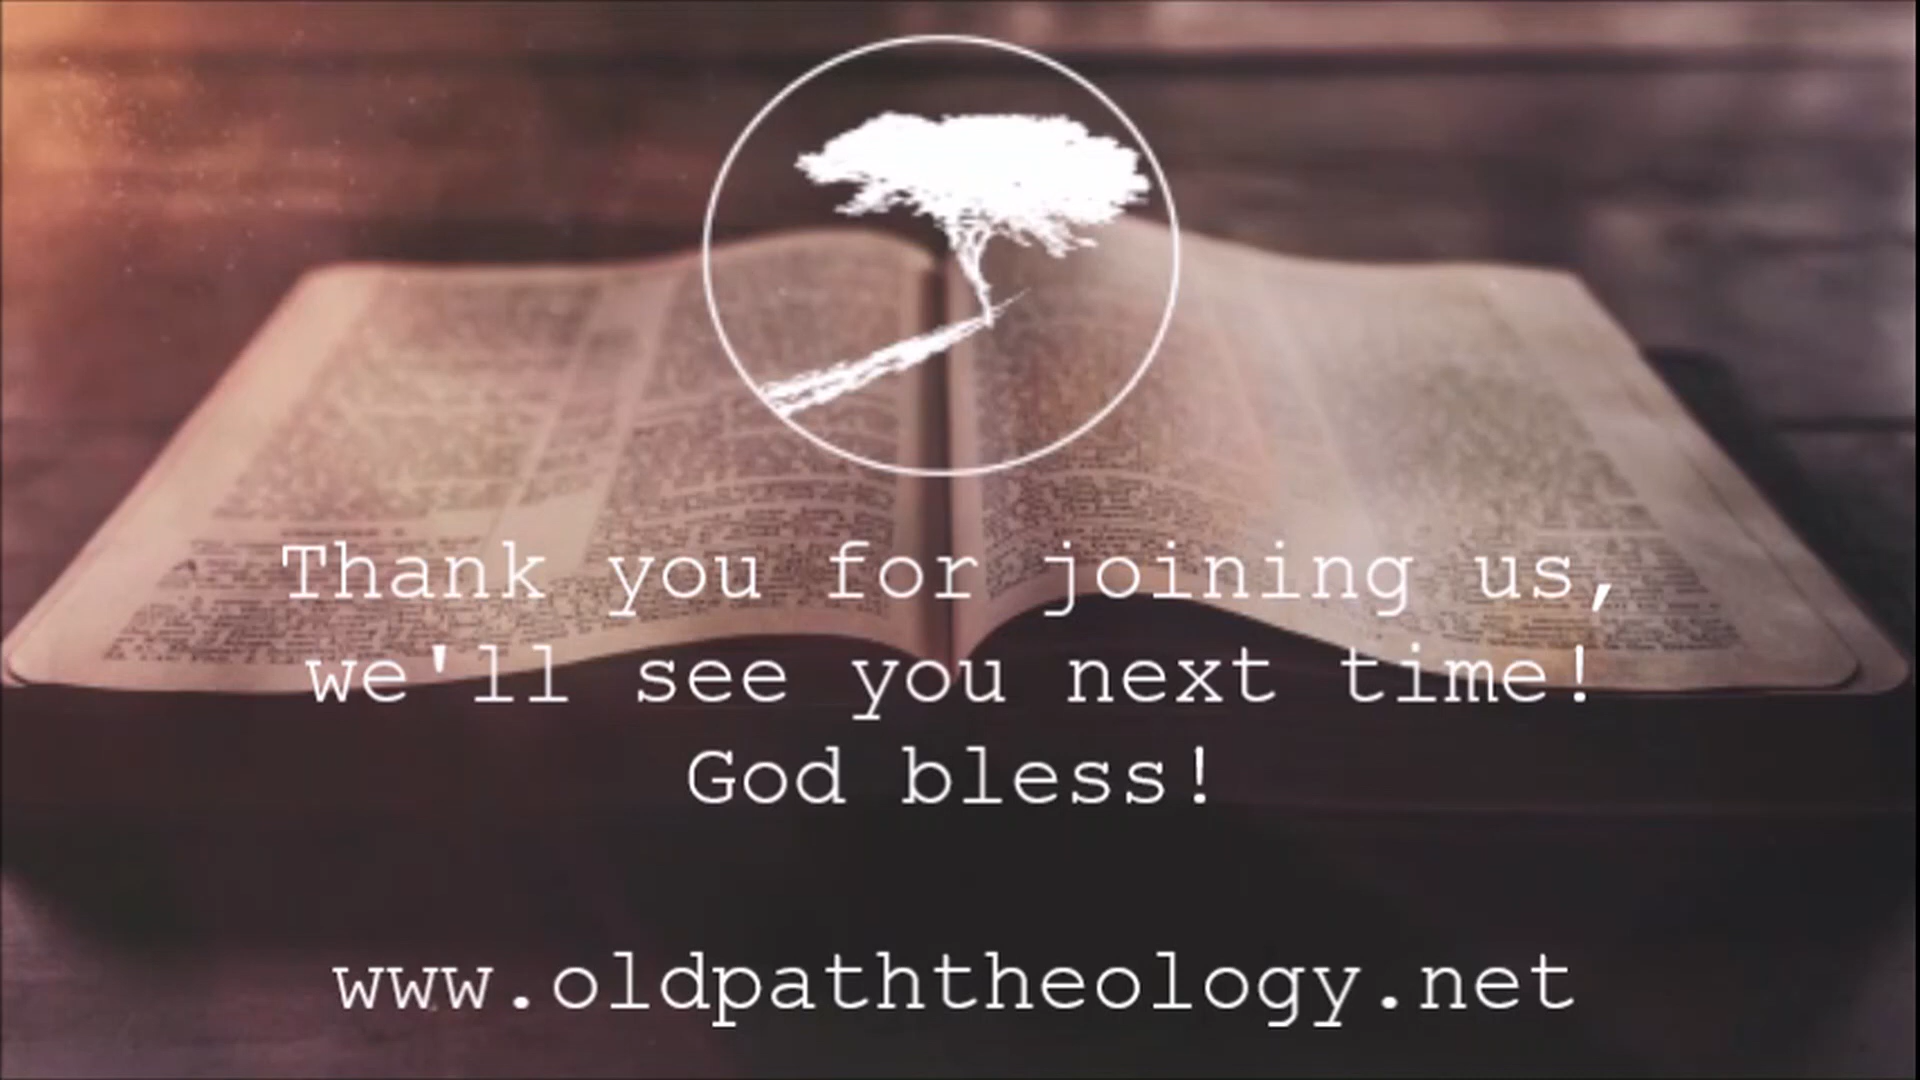 Thank you for joining us,
we'll see you next time!
God bless!
www.oldpaththeology.net